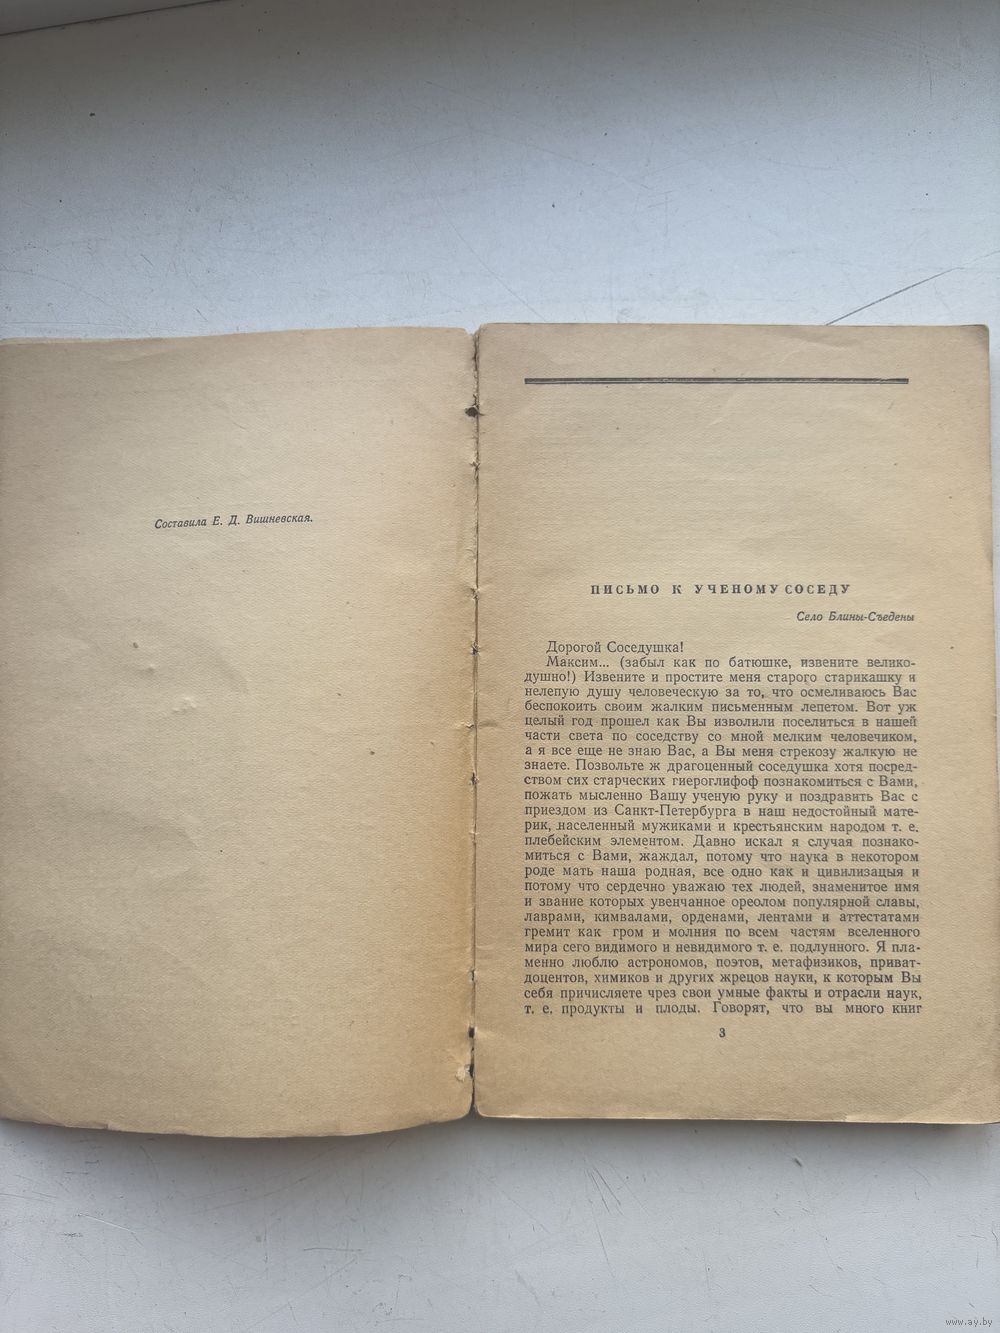 Составила Е. Д. Вишневская.
ПИСЬМО К УЧЕНОМУ СОСЕДУ
Село Блины-Съедены
Дорогой Соседушка!
Максим... (забыл как по батюшке, извените велико-
душно!) Извените и простите меня старого старикашку и
нелепую душу человеческую за то, что осмеливаюсь Вас
беспокоить своим жалким письменным лепетом. Вот уж
целый год прошел как Вы изволили поселиться в нашей
части света по соседству со мной мелким человечиком,
а я все еще не знаю Вас, а Вы меня стрекозу жалкую не
знаете. Позвольте ж драгоценный соседушка хотя посред-
ством сих старческих гиероглифоф познакомиться с Вами,
пожать мысленно Вашу ученую руку и поздравить Вас с
приездом из Санкт-Петербурга в наш недостойный мате-
рик, населенный мужиками и крестьянским народом т. е.
плебейским элементом. Давно искал я случая познако-
миться с Вами, жаждал, потому что наука в некотором
роде мать наша родная, все одно как и цивилизацыя и
потому что сердечно уважаю тех людей, знаменитое имя
и звание которых увенчанное ореолом популярной славы,
лаврами, кимвалами, орденами, лентами и аттестатами
гремит как гром и молния по всем частям вселенного
мира сего видимого и невидимого т. е. подлунного. Я пла-
менно люблю астрономов, поэтов, метафизиков, приват-
доцентов, химиков и других жрецов науки, к которым Вы
себя причисляете чрез свои умные факты и отрасли наук,
т. е. продукты и плоды. Говорят, что вы много книг
3
www.ay.by